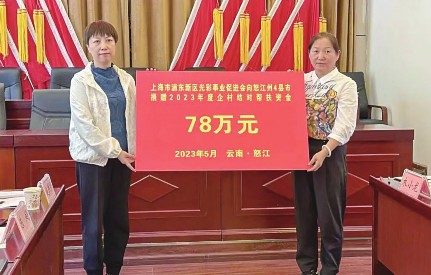 上海市浦东新区光彩事业促进会向怒江州4县市
捐赠2023年度企村结对帮扶资金
78万元
2023年5月 云南·怒江